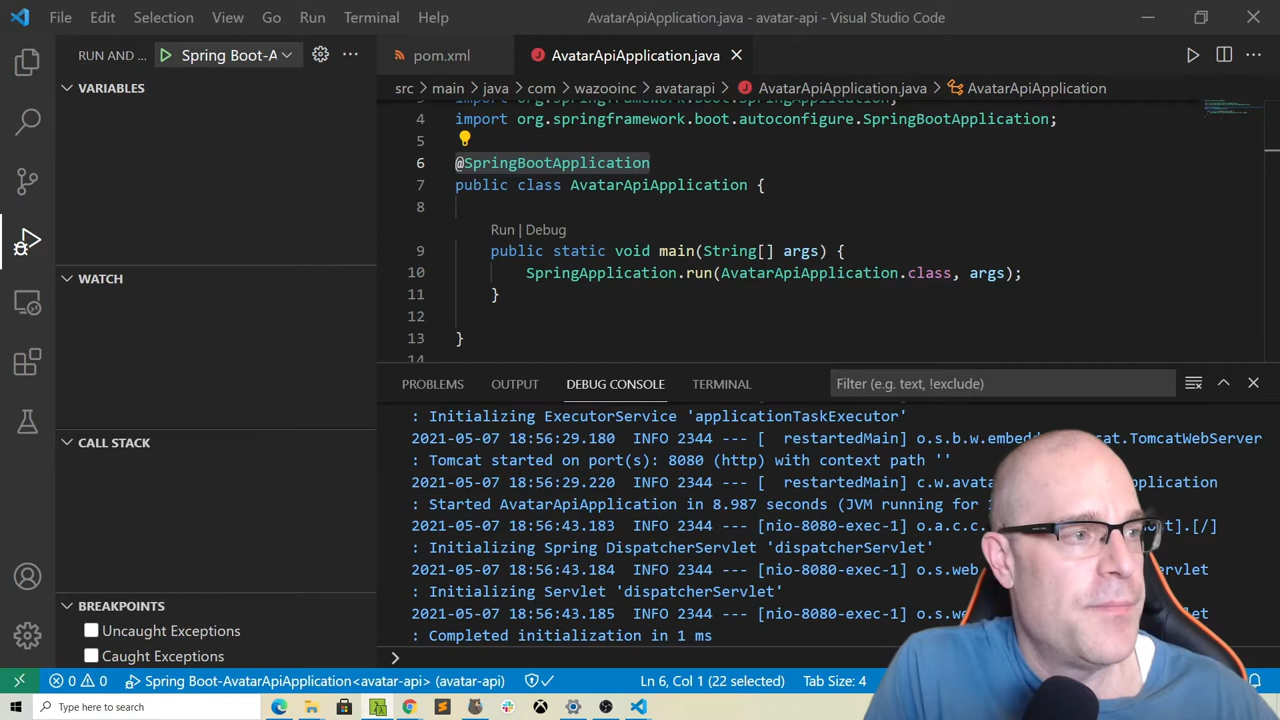 File Edit Selection View Go Run Terminal Help AvatarApiApplication.java - avatar-api - Visual Studio Code
RUN AND ... Spring Boot-A pom.xml AvatarApiApplication.java
src > main > java > com > wazooinc > avatarapi > AvatarApiApplication.java > AvatarApiApplication
VARIABLES
WATCH
CALL STACK
BREAKPOINTS
Uncaught Exceptions
Caught Exceptions
4 import org.springframework.boot.autoconfigure.SpringBootApplication;
5
6 @SpringBootApplication
7 public class AvatarApiApplication {
8
Run | Debug
9 public static void main(String[] args) {
10 SpringApplication.run(AvatarApiApplication.class, args);
11 }
12
13 }
14
PROBLEMS OUTPUT DEBUG CONSOLE TERMINAL Filter (e.g. text, !exclude)
: Initializing ExecutorService 'applicationTaskExecutor'
2021-05-07 18:56:29.180 INFO 2344 --- [ restartedMain] o.s.b.w.embedd cat.TomcatWebServer
: Tomcat started on port(s): 8080 (http) with context path ''
2021-05-07 18:56:29.220 INFO 2344 --- [ restartedMain] c.w.avata plication
: Started AvatarApiApplication in 8.987 seconds (JVM running for
2021-05-07 18:56:43.183 INFO 2344 --- [nio-8080-exec-1] o.a.c.c. ost].[/]
: Initializing Spring DispatcherServlet 'dispatcherServlet'
2021-05-07 18:56:43.184 INFO 2344 --- [nio-8080-exec-1] o.s.web vlet
: Initializing Servlet 'dispatcherServlet'
2021-05-07 18:56:43.185 INFO 2344 --- [nio-8080-exec-1] o.s.we vlet
: Completed initialization in 1 ms
0 0 Spring Boot-AvatarApiApplication<avatar-api> (avatar-api) Ln 6, Col 1 (22 selected) Tab Size: 4
Type here to search